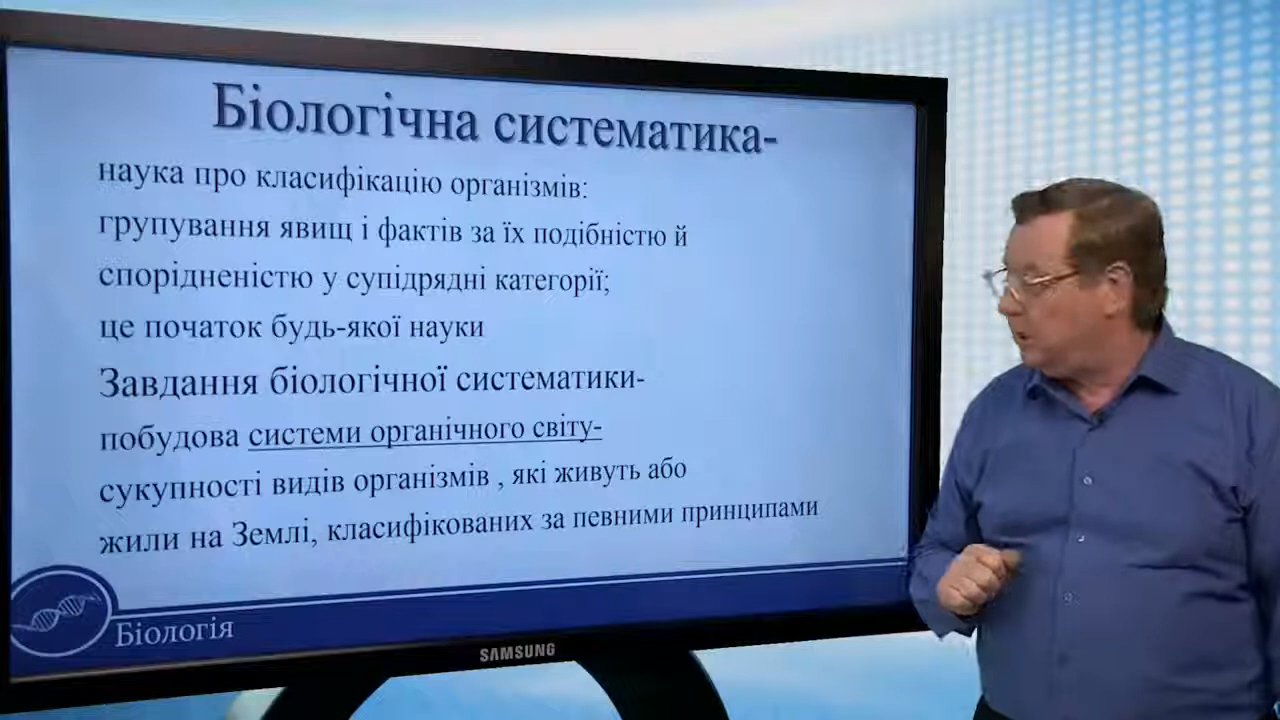 Біологічна систематика-
наука про класифікацію організмів:
групування явищ і фактів за їх подібністю й
спорідненістю у супідрядні категорії;
це початок будь-якої науки
Завдання біологічної систематики-
побудова системи органічного світу-
сукупності видів організмів , які живуть або
жили на Землі, класифікованих за певними принципами
Біологія
SAMSUNG